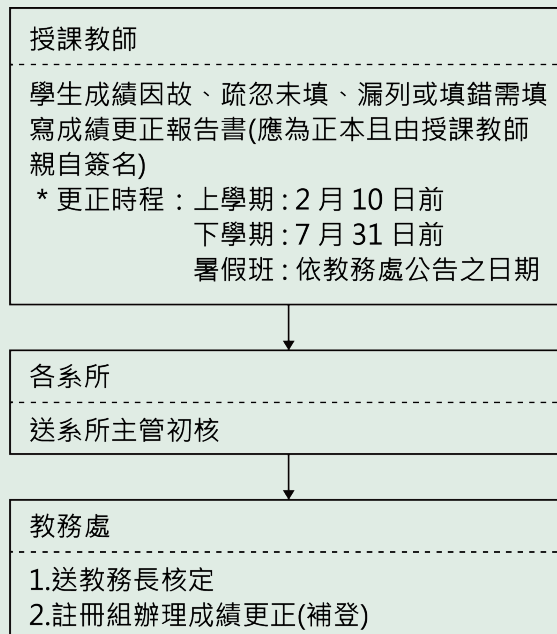 授課教師
學生成績因故、疏忽未填、漏列或填錯需填
寫成績更正報告書(應為正本且由授課教師
親自簽名)
* 更正時程：上學期:2 月 10 日前
下學期:7 月 31 日前
暑假班:依教務處公告之日期
各系所
送系所主管初核
教務處
1.送教務長核定
2.註冊組辦理成績更正(補登)